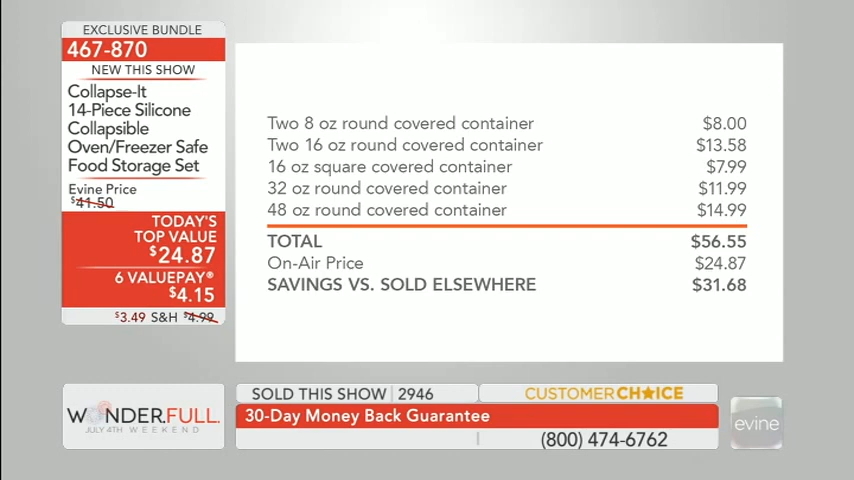 EXCLUSIVE BUNDLE
467-870
NEW THIS SHOW
Collapse-It
14-Piece Silicone
Collapsible
Oven/Freezer Safe
Food Storage Set
Evine Price
$41.50
TODAY'S
TOP VALUE
$24.87
6 VALUEPAY®
$4.15
$3.49 S&H $4.99
Two 8 oz round covered container $8.00
Two 16 oz round covered container $13.58
16 oz square covered container $7.99
32 oz round covered container $11.99
48 oz round covered container $14.99
TOTAL $56.55
On-Air Price $24.87
SAVINGS VS. SOLD ELSEWHERE $31.68
WONDER.FULL.
JULY 4TH WEEKEND
SOLD THIS SHOW 2946
CUSTOMER CHOICE
30-Day Money Back Guarantee
(800) 474-6762
evine